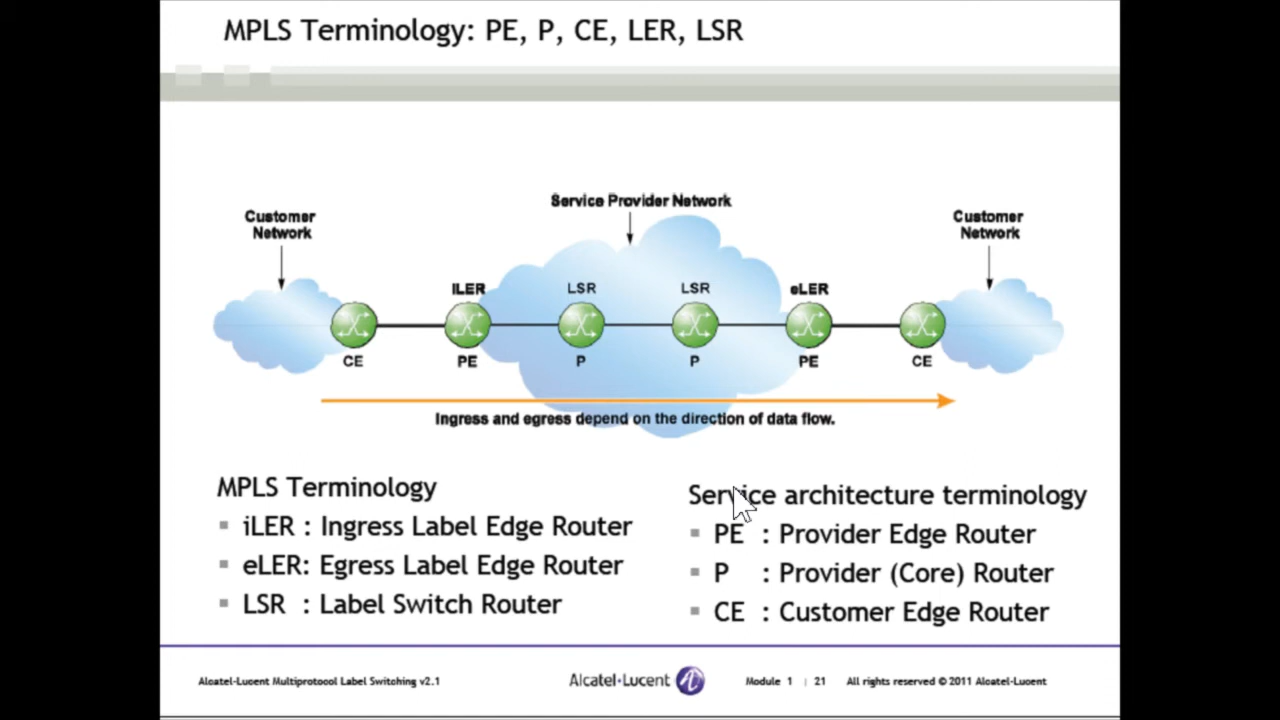 MPLS Terminology: PE, P, CE, LER, LSR
Service Provider Network
Customer
Network
Customer
Network
iLER
LSR
LSR
eLER
CE
PE
P
P
PE
CE
Ingress and egress depend on the direction of data flow.
MPLS Terminology
▪ iLER : Ingress Label Edge Router
▪ eLER: Egress Label Edge Router
▪ LSR : Label Switch Router
Service architecture terminology
▪ PE : Provider Edge Router
▪ P : Provider (Core) Router
▪ CE : Customer Edge Router
Alcatel-Lucent Multiprotocol Label Switching v2.1
Alcatel·Lucent
Module 1 | 21 All rights reserved © 2011 Alcatel-Lucent